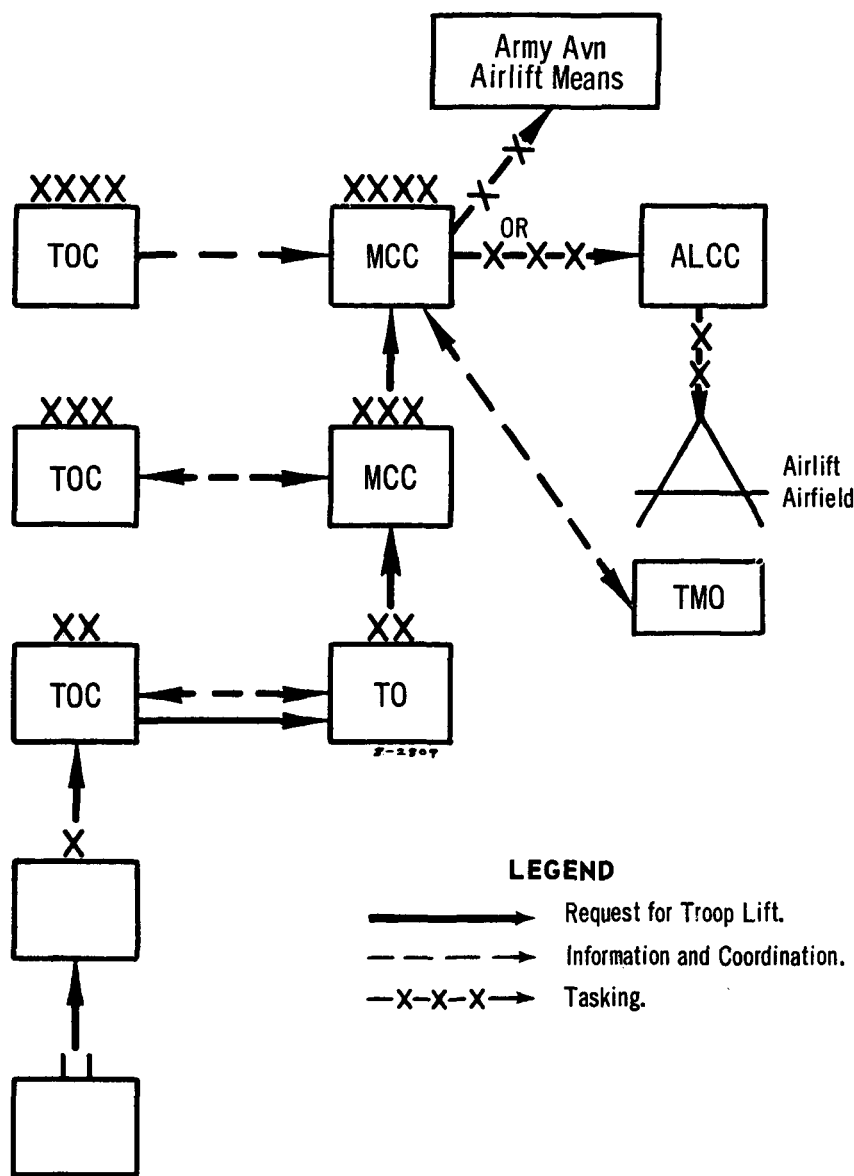 Army Avn
Airlift Means
XXXX
XXXX
TOC
MCC
OR
X-X-X
ALCC
XXX
XXX
TOC
MCC
Airlift
Airfield
TMO
XX
XX
TOC
TO
X
LEGEND
Request for Troop Lift.
Information and Coordination.
X-X-X
Tasking.